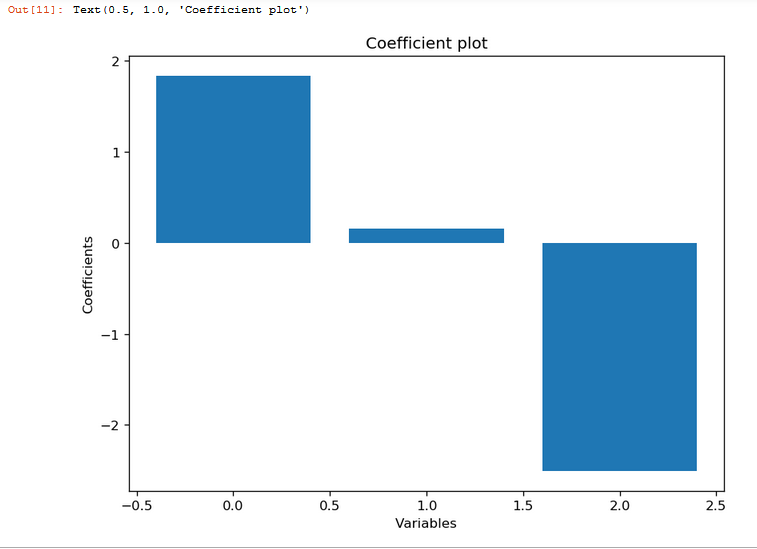 Out[11]: Text(0.5, 1.0, 'Coefficient plot')
Coefficient plot
2
1
0
−1
−2
Coefficients
−0.5 0.0 0.5 1.0 1.5 2.0 2.5
Variables